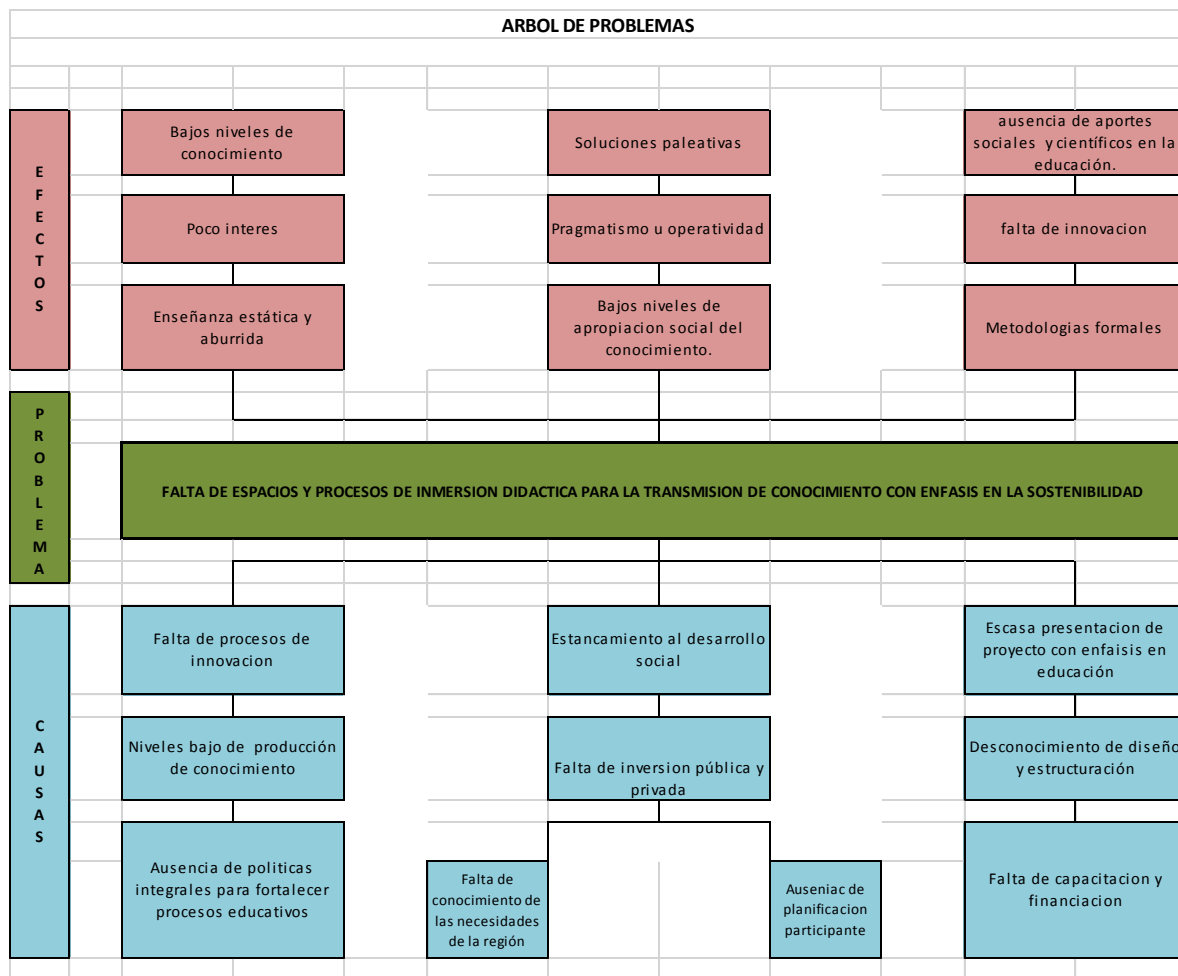 ARBOL DE PROBLEMAS
E
F
E
C
T
O
S
Bajos niveles de
conocimiento
Soluciones paleativas
ausencia de aportes
sociales y científicos en la
educación.
Poco interes
Pragmatismo u operatividad
falta de innovacion
Enseñanza estática y
aburrida
Bajos niveles de
apropiacion social del
conocimiento.
Metodologias formales
P
R
O
B
L
E
M
A
FALTA DE ESPACIOS Y PROCESOS DE INMERSION DIDACTICA PARA LA TRANSMISION DE CONOCIMIENTO CON ENFASIS EN LA SOSTENIBILIDAD
C
A
U
S
A
S
Falta de procesos de
innovacion
Estancamiento al desarrollo
social
Escasa presentacion de
proyecto con enfaisis en
educación
Niveles bajo de producción
de conocimiento
Falta de inversion pública y
privada
Desconocimiento de diseño
y estructuración
Ausencia de politicas
integrales para fortalecer
procesos educativos
Falta de
conocimiento de
las necesidades
de la región
Auseniac de
planificacion
participante
Falta de capacitacion y
financiacion